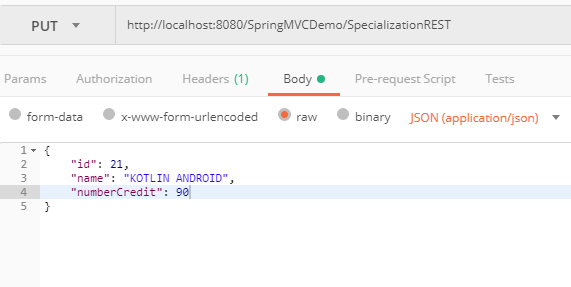 PUT http://localhost:8080/SpringMVCDemo/SpecializationREST
Params Authorization Headers (1) Body Pre-request Script Tests
form-data x-www-form-urlencoded raw binary JSON (application/json)
1 {
2 "id": 21,
3 "name": "KOTLIN ANDROID",
4 "numberCredit": 90
5 }